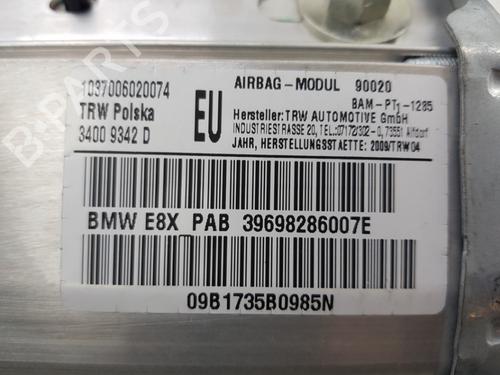 1037006020074
TRW Polska
3400 9342 D
EU
AIRBAG-MODUL 90020
BAM-PT1-1285
Hersteller: TRW AUTOMOTIVE GmbH
INDUSTRIESTRASSE 20, TEL.:07172/302-0, 73551 Alfdorf
JAHR, HERSTELLUNGSSTAETTE: 2009/TRW04
BMW E8X PAB 39698286007E
09B1735B0985N
BPARTS